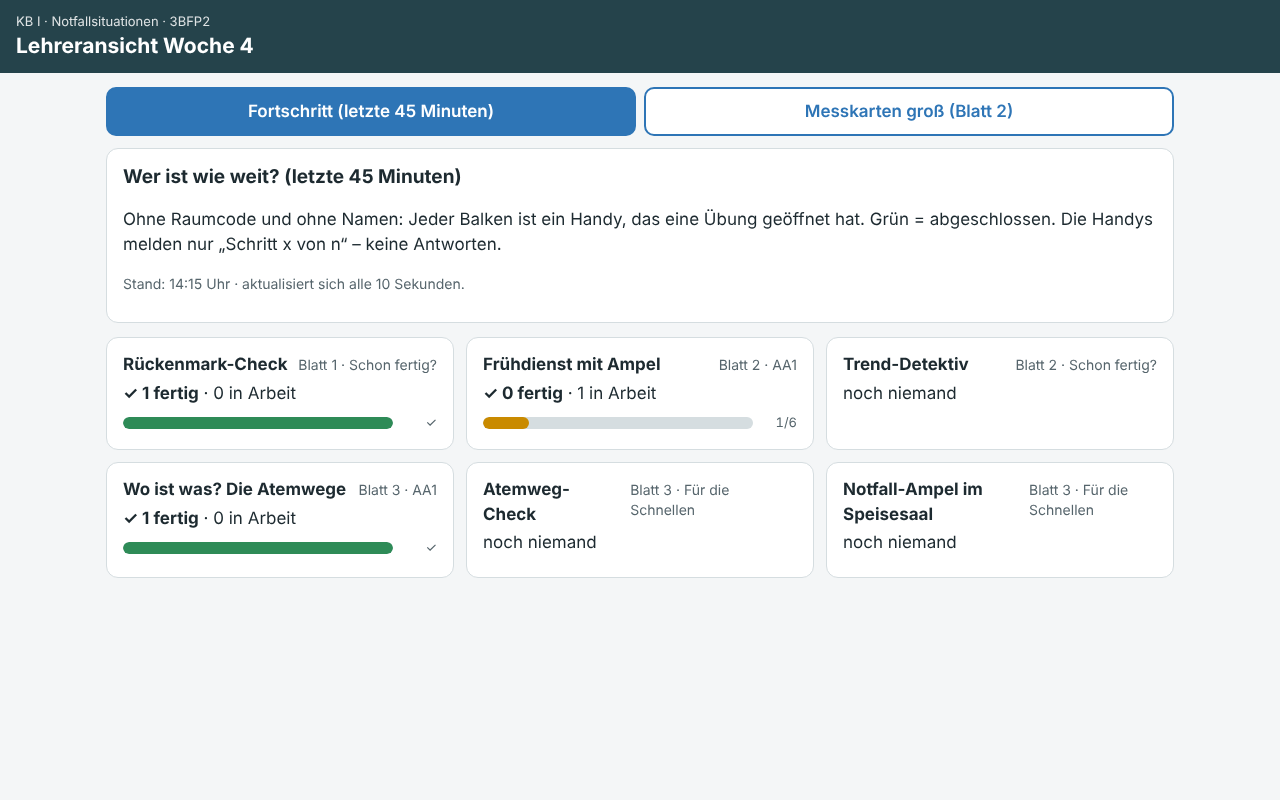 KB I · Notfallsituationen · 3BFP2
Lehreransicht Woche 4
Fortschritt (letzte 45 Minuten)
Messkarten groß (Blatt 2)
Wer ist wie weit? (letzte 45 Minuten)
Ohne Raumcode und ohne Namen: Jeder Balken ist ein Handy, das eine Übung geöffnet hat. Grün = abgeschlossen. Die Handys
melden nur „Schritt x von n“ – keine Antworten.
Stand: 14:15 Uhr · aktualisiert sich alle 10 Sekunden.
Rückenmark-Check Blatt 1 · Schon fertig?
✓ 1 fertig · 0 in Arbeit
✓
Frühdienst mit Ampel Blatt 2 · AA1
✓ 0 fertig · 1 in Arbeit
1/6
Trend-Detektiv Blatt 2 · Schon fertig?
noch niemand
Wo ist was? Die Atemwege Blatt 3 · AA1
✓ 1 fertig · 0 in Arbeit
✓
Atemweg-
Check
Blatt 3 · Für die
Schnellen
noch niemand
Notfall-Ampel im
Speisesaal
Blatt 3 · Für die
Schnellen
noch niemand